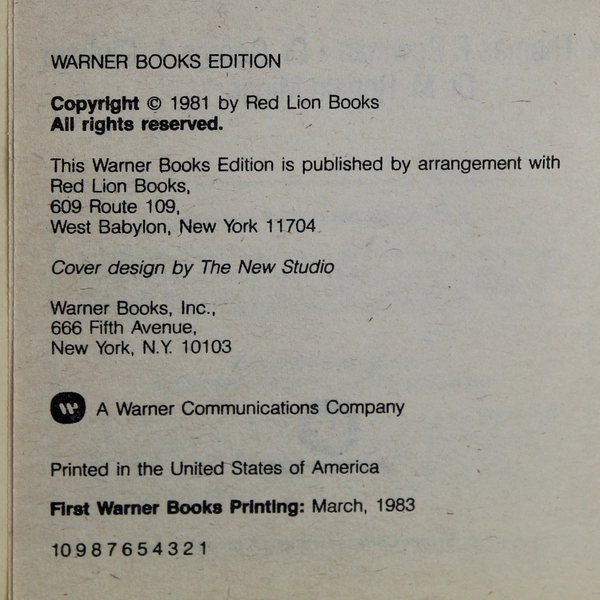 WARNER BOOKS EDITION
Copyright © 1981 by Red Lion Books
All rights reserved.
This Warner Books Edition is published by arrangement with
Red Lion Books,
609 Route 109,
West Babylon, New York 11704
Cover design by The New Studio
Warner Books, Inc.,
666 Fifth Avenue,
New York, N.Y. 10103
A Warner Communications Company
Printed in the United States of America
First Warner Books Printing: March, 1983
10 9 8 7 6 5 4 3 2 1